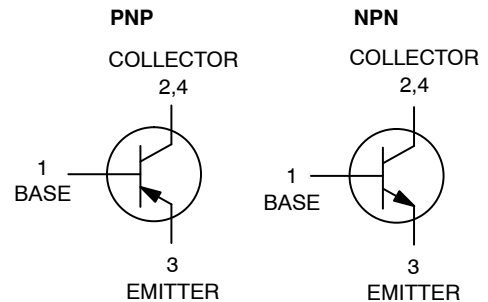 PNP
COLLECTOR
2,4
1
BASE
3
EMITTER
NPN
COLLECTOR
2,4
1
BASE
3
EMITTER